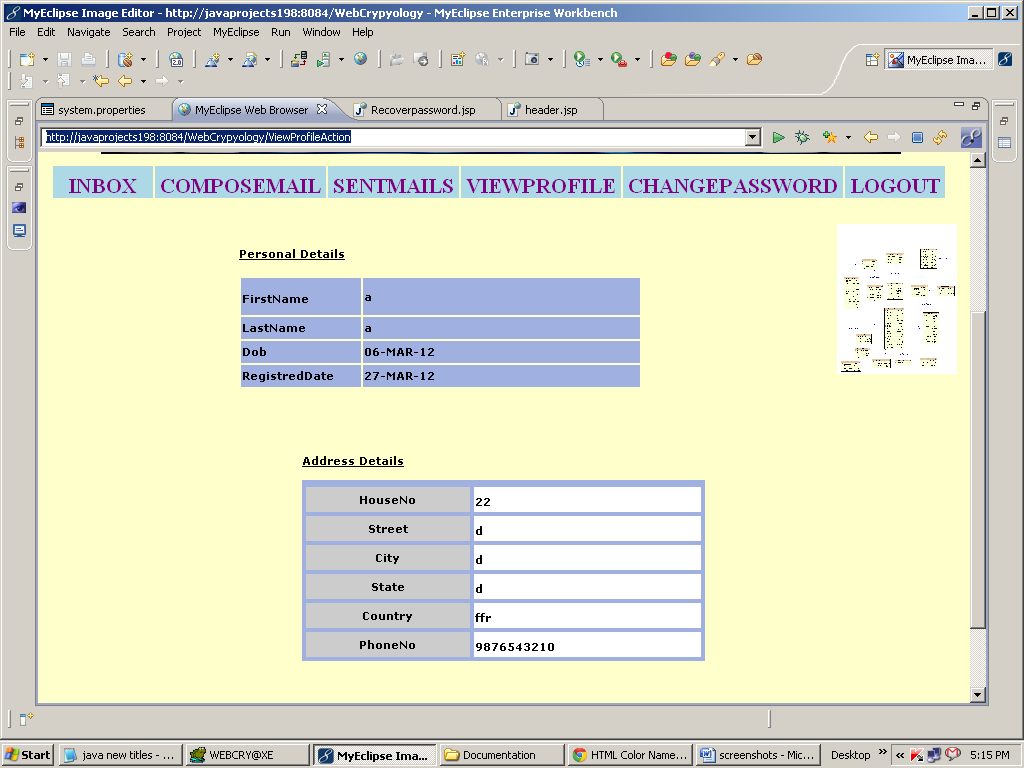 MyEclipse Image Editor - http://javaprojects198:8084/WebCrypyology - MyEclipse Enterprise Workbench
File Edit Navigate Search Project MyEclipse Run Window Help
MyEclipse Ima...
system.properties MyEclipse Web Browser Recoverpassword.jsp header.jsp
http://javaprojects198:8084/WebCrypyology/ViewProfileAction
INBOX COMPOSEMAIL SENTMAILS VIEWPROFILE CHANGEPASSWORD LOGOUT
Personal Details
FirstName a
LastName a
Dob 06-MAR-12
RegistredDate 27-MAR-12
Address Details
HouseNo 22
Street d
City d
State d
Country ffr
PhoneNo 9876543210
Start java new titles - ... WEBCRY@XE MyEclipse Ima... Documentation HTML Color Name... screenshots - Mic... Desktop » « 5:15 PM